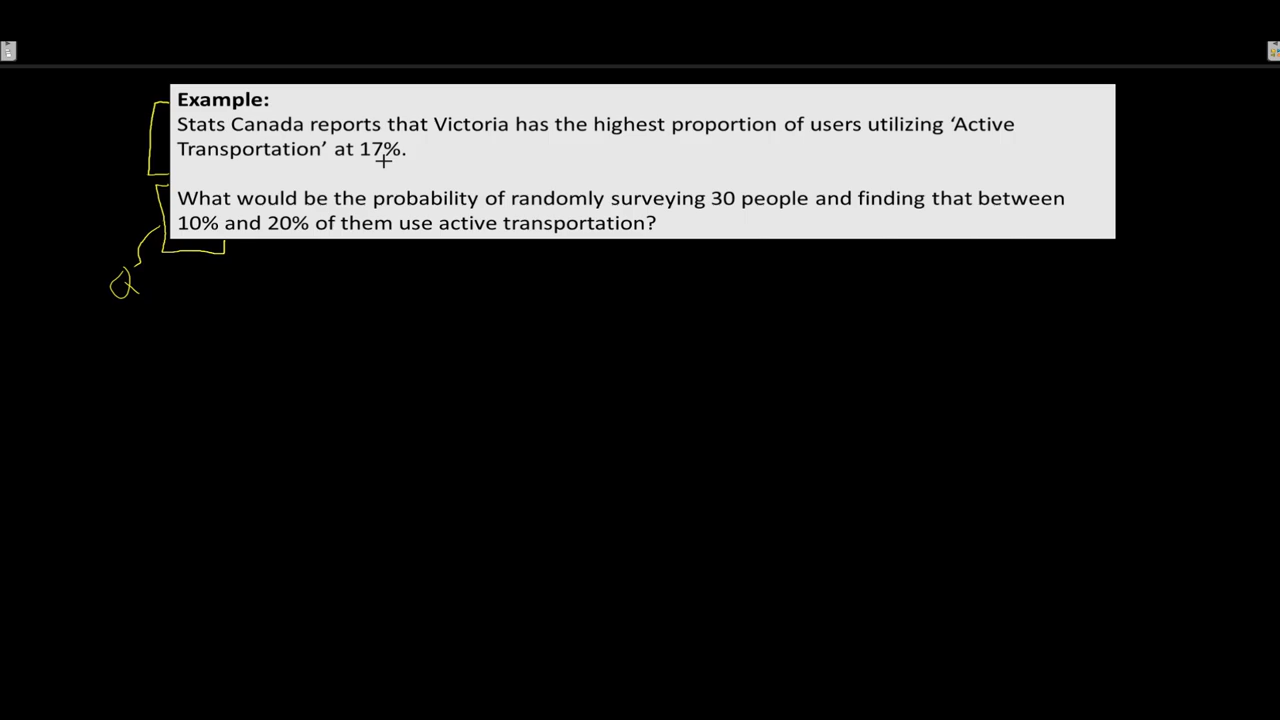 Example:
Stats Canada reports that Victoria has the highest proportion of users utilizing ‘Active
Transportation’ at 17%.
What would be the probability of randomly surveying 30 people and finding that between
10% and 20% of them use active transportation?
Q